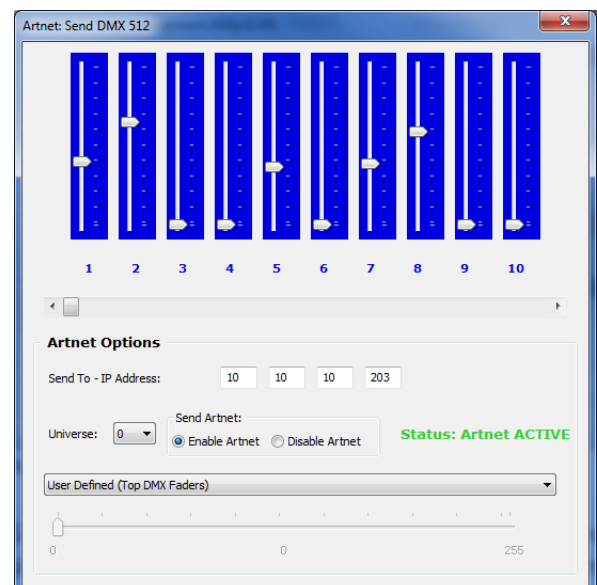 Artnet: Send DMX 512
1 2 3 4 5 6 7 8 9 10
Artnet Options
Send To - IP Address: 10 10 10 203
Send Artnet:
Universe: 0 Enable Artnet Disable Artnet Status: Artnet ACTIVE
User Defined (Top DMX Faders)
0 0 255